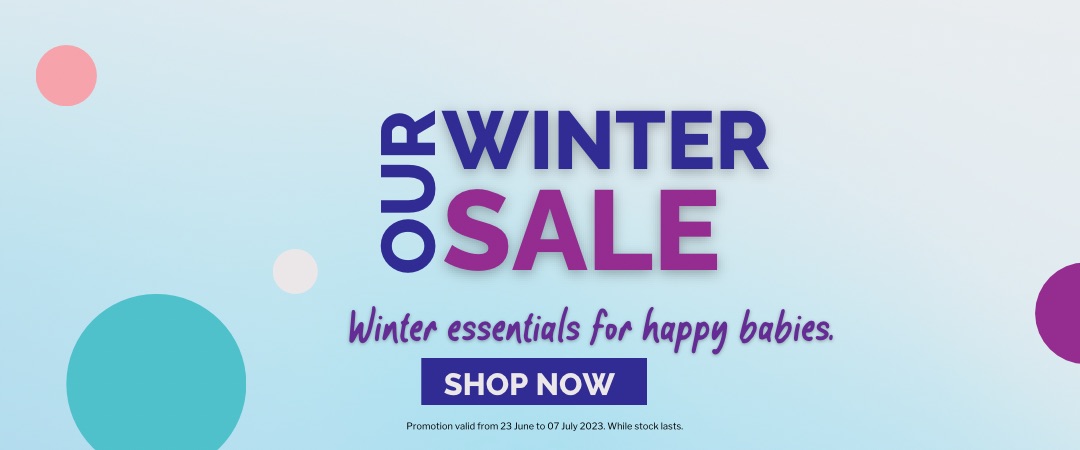 OUR
WINTER
SALE
Winter essentials for happy babies.
SHOP NOW
Promotion valid from 23 June to 07 July 2023. While stock lasts.